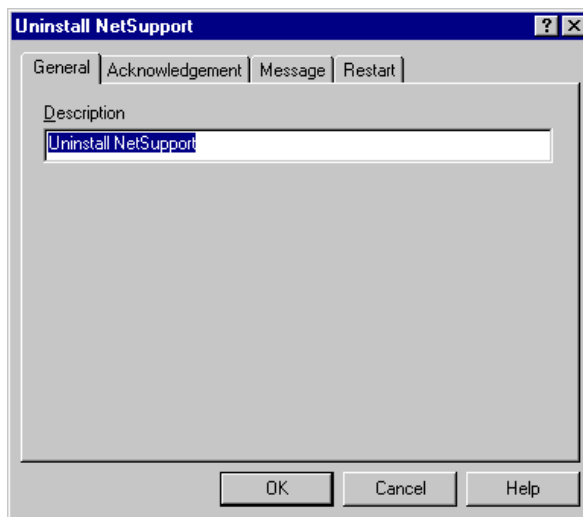 Uninstall NetSupport
General Acknowledgement Message Restart
Description
Uninstall NetSupport
OK Cancel Help